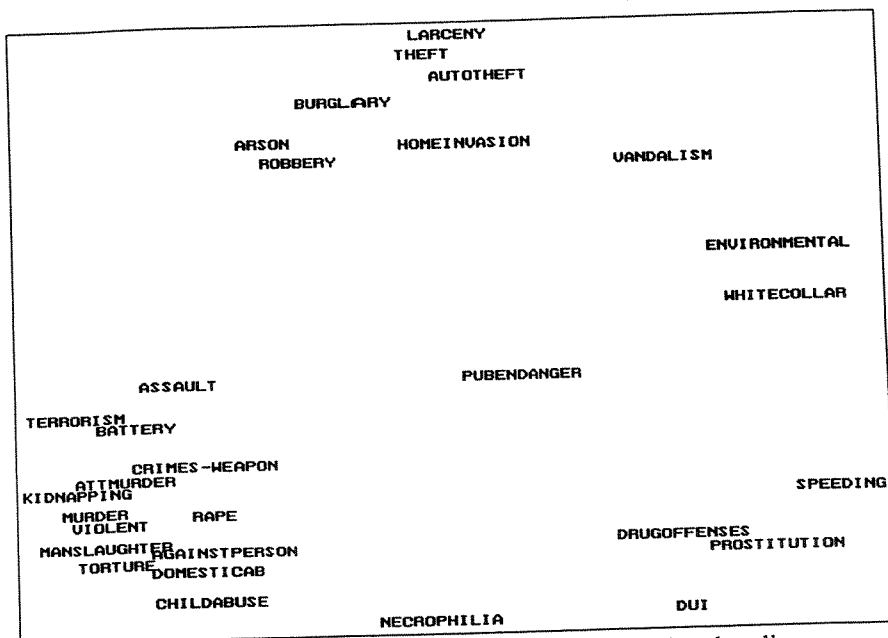 LARCENY
THEFT
AUTOTHEFT
BURGLARY
ARSON HOMEINVASION
ROBBERY VANDALISM
ENVIRONMENTAL
WHITECOLLAR
PUBENDANGER
ASSAULT
TERRORISM
BATTERY
CRIMES-WEAPON
ATTMURDER SPEEDING
KIDNAPPING
MURDER RAPE
VIOLENT
DRUGOFFENSES
PROSTITUTION
MANSLAUGHTER AGAINSTPERSON
TORTURE DOMESTICAB
CHILDABUSE DUI
NECROPHILIA